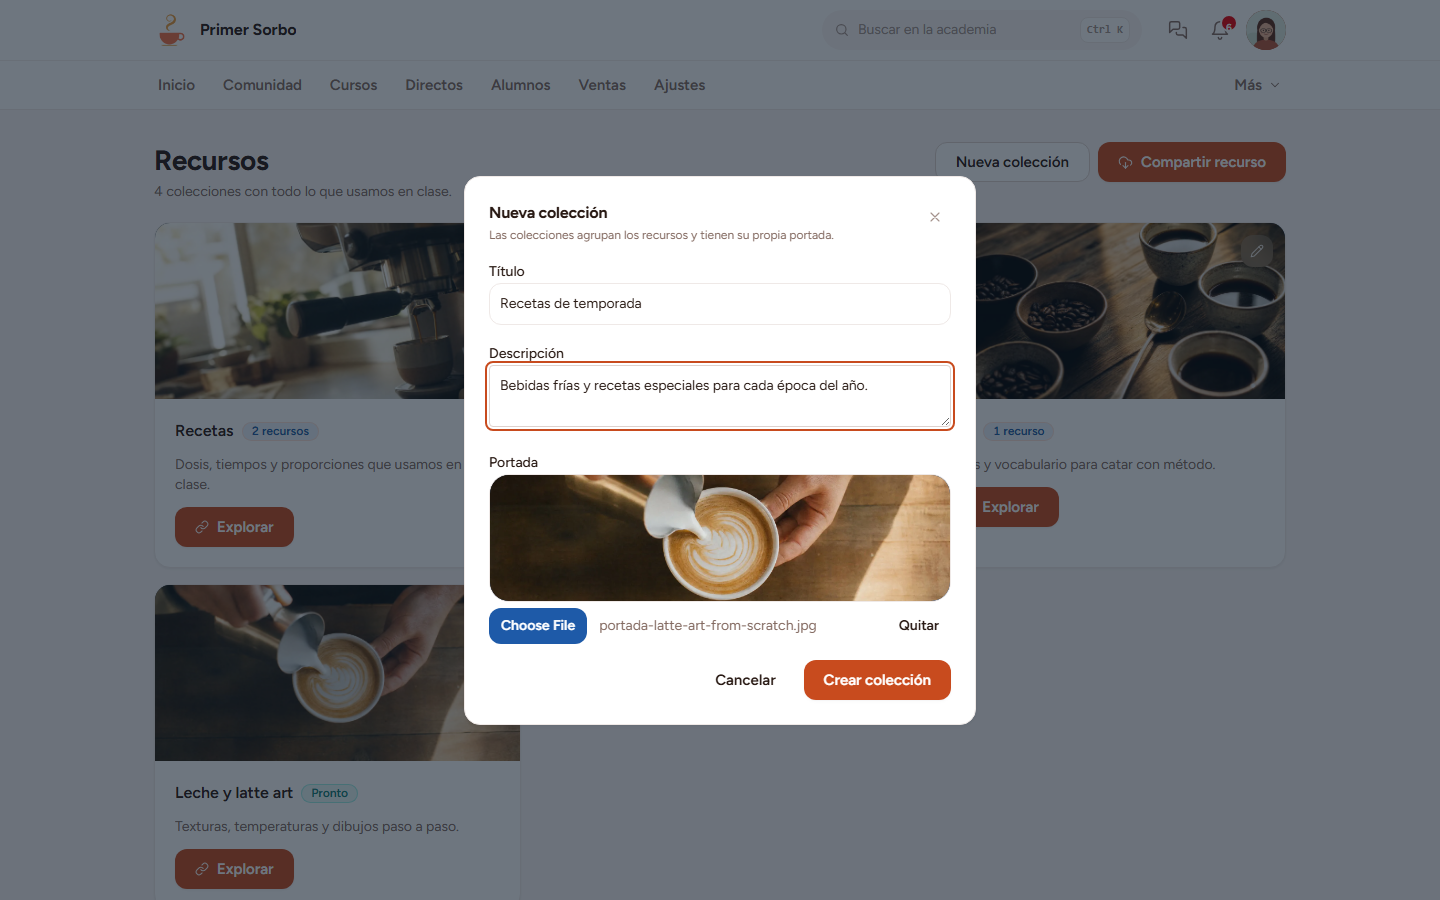 Primer Sorbo
Buscar en la academia
Ctrl K
6
Inicio
Comunidad
Cursos
Directos
Alumnos
Ventas
Ajustes
Más
Recursos
4 colecciones con todo lo que usamos en clase.
Nueva colección
Compartir recurso
Recetas
2 recursos
Dosis, tiempos y proporciones que usamos en
clase.
Explorar
1 recurso
y vocabulario para catar con método.
Explorar
Leche y latte art
Pronto
Texturas, temperaturas y dibujos paso a paso.
Explorar
Nueva colección
Las colecciones agrupan los recursos y tienen su propia portada.
Título
Recetas de temporada
Descripción
Bebidas frías y recetas especiales para cada época del año.
Portada
Choose File
portada-latte-art-from-scratch.jpg
Quitar
Cancelar
Crear colección